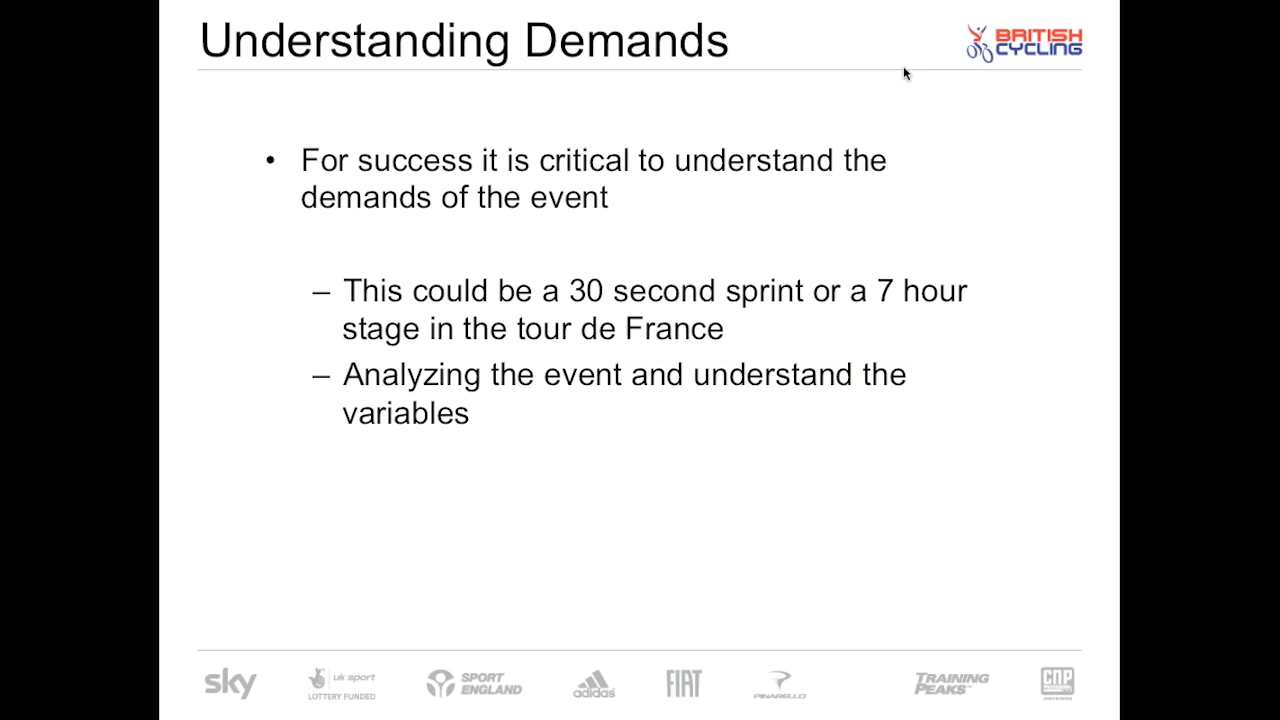 Understanding Demands
BRITISH
CYCLING
• For success it is critical to understand the
demands of the event
– This could be a 30 second sprint or a 7 hour
stage in the tour de France
– Analyzing the event and understand the
variables
sky
uk sport
LOTTERY FUNDED
SPORT
ENGLAND
adidas
FIAT
PINARELLO
TRAINING
PEAKS
CNP